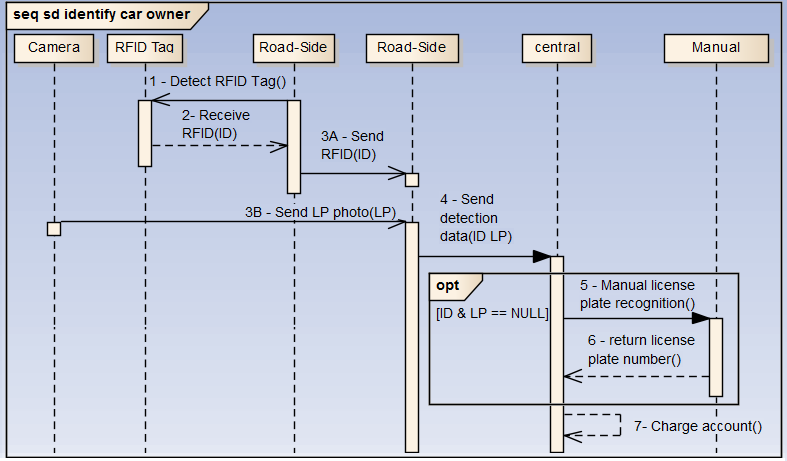 seq sd identify car owner
Camera
RFID Tag
Road-Side
Road-Side
central
Manual
1 - Detect RFID Tag()
2- Receive
RFID(ID)
3A - Send
RFID(ID)
3B - Send LP photo(LP)
4 - Send
detection
data(ID LP)
opt
[ID & LP == NULL]
5 - Manual license
plate recognition()
6 - return license
plate number()
7- Charge account()